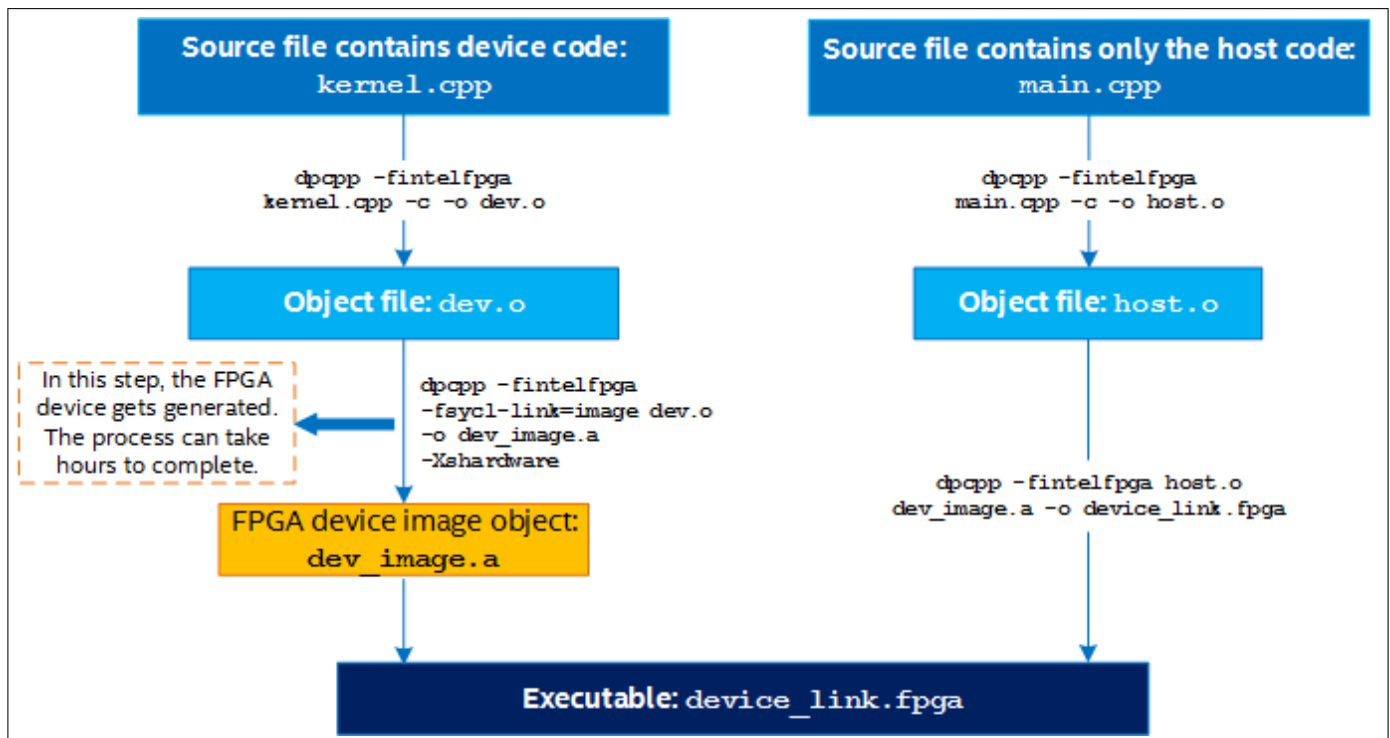 Source file contains device code:
kernel.cpp
Source file contains only the host code:
main.cpp
dpcpp -fintelfpga
kernel.cpp -c -o dev.o
dpcpp -fintelfpga
main.cpp -c -o host.o
Object file: dev.o
Object file: host.o
In this step, the FPGA
device gets generated.
The process can take
hours to complete.
dpcpp -fintelfpga
-fsycl-link=image dev.o
-o dev_image.a
-Xshardware
dpcpp -fintelfpga host.o
dev_image.a -o device_link.fpga
FPGA device image object:
dev_image.a
Executable: device_link.fpga